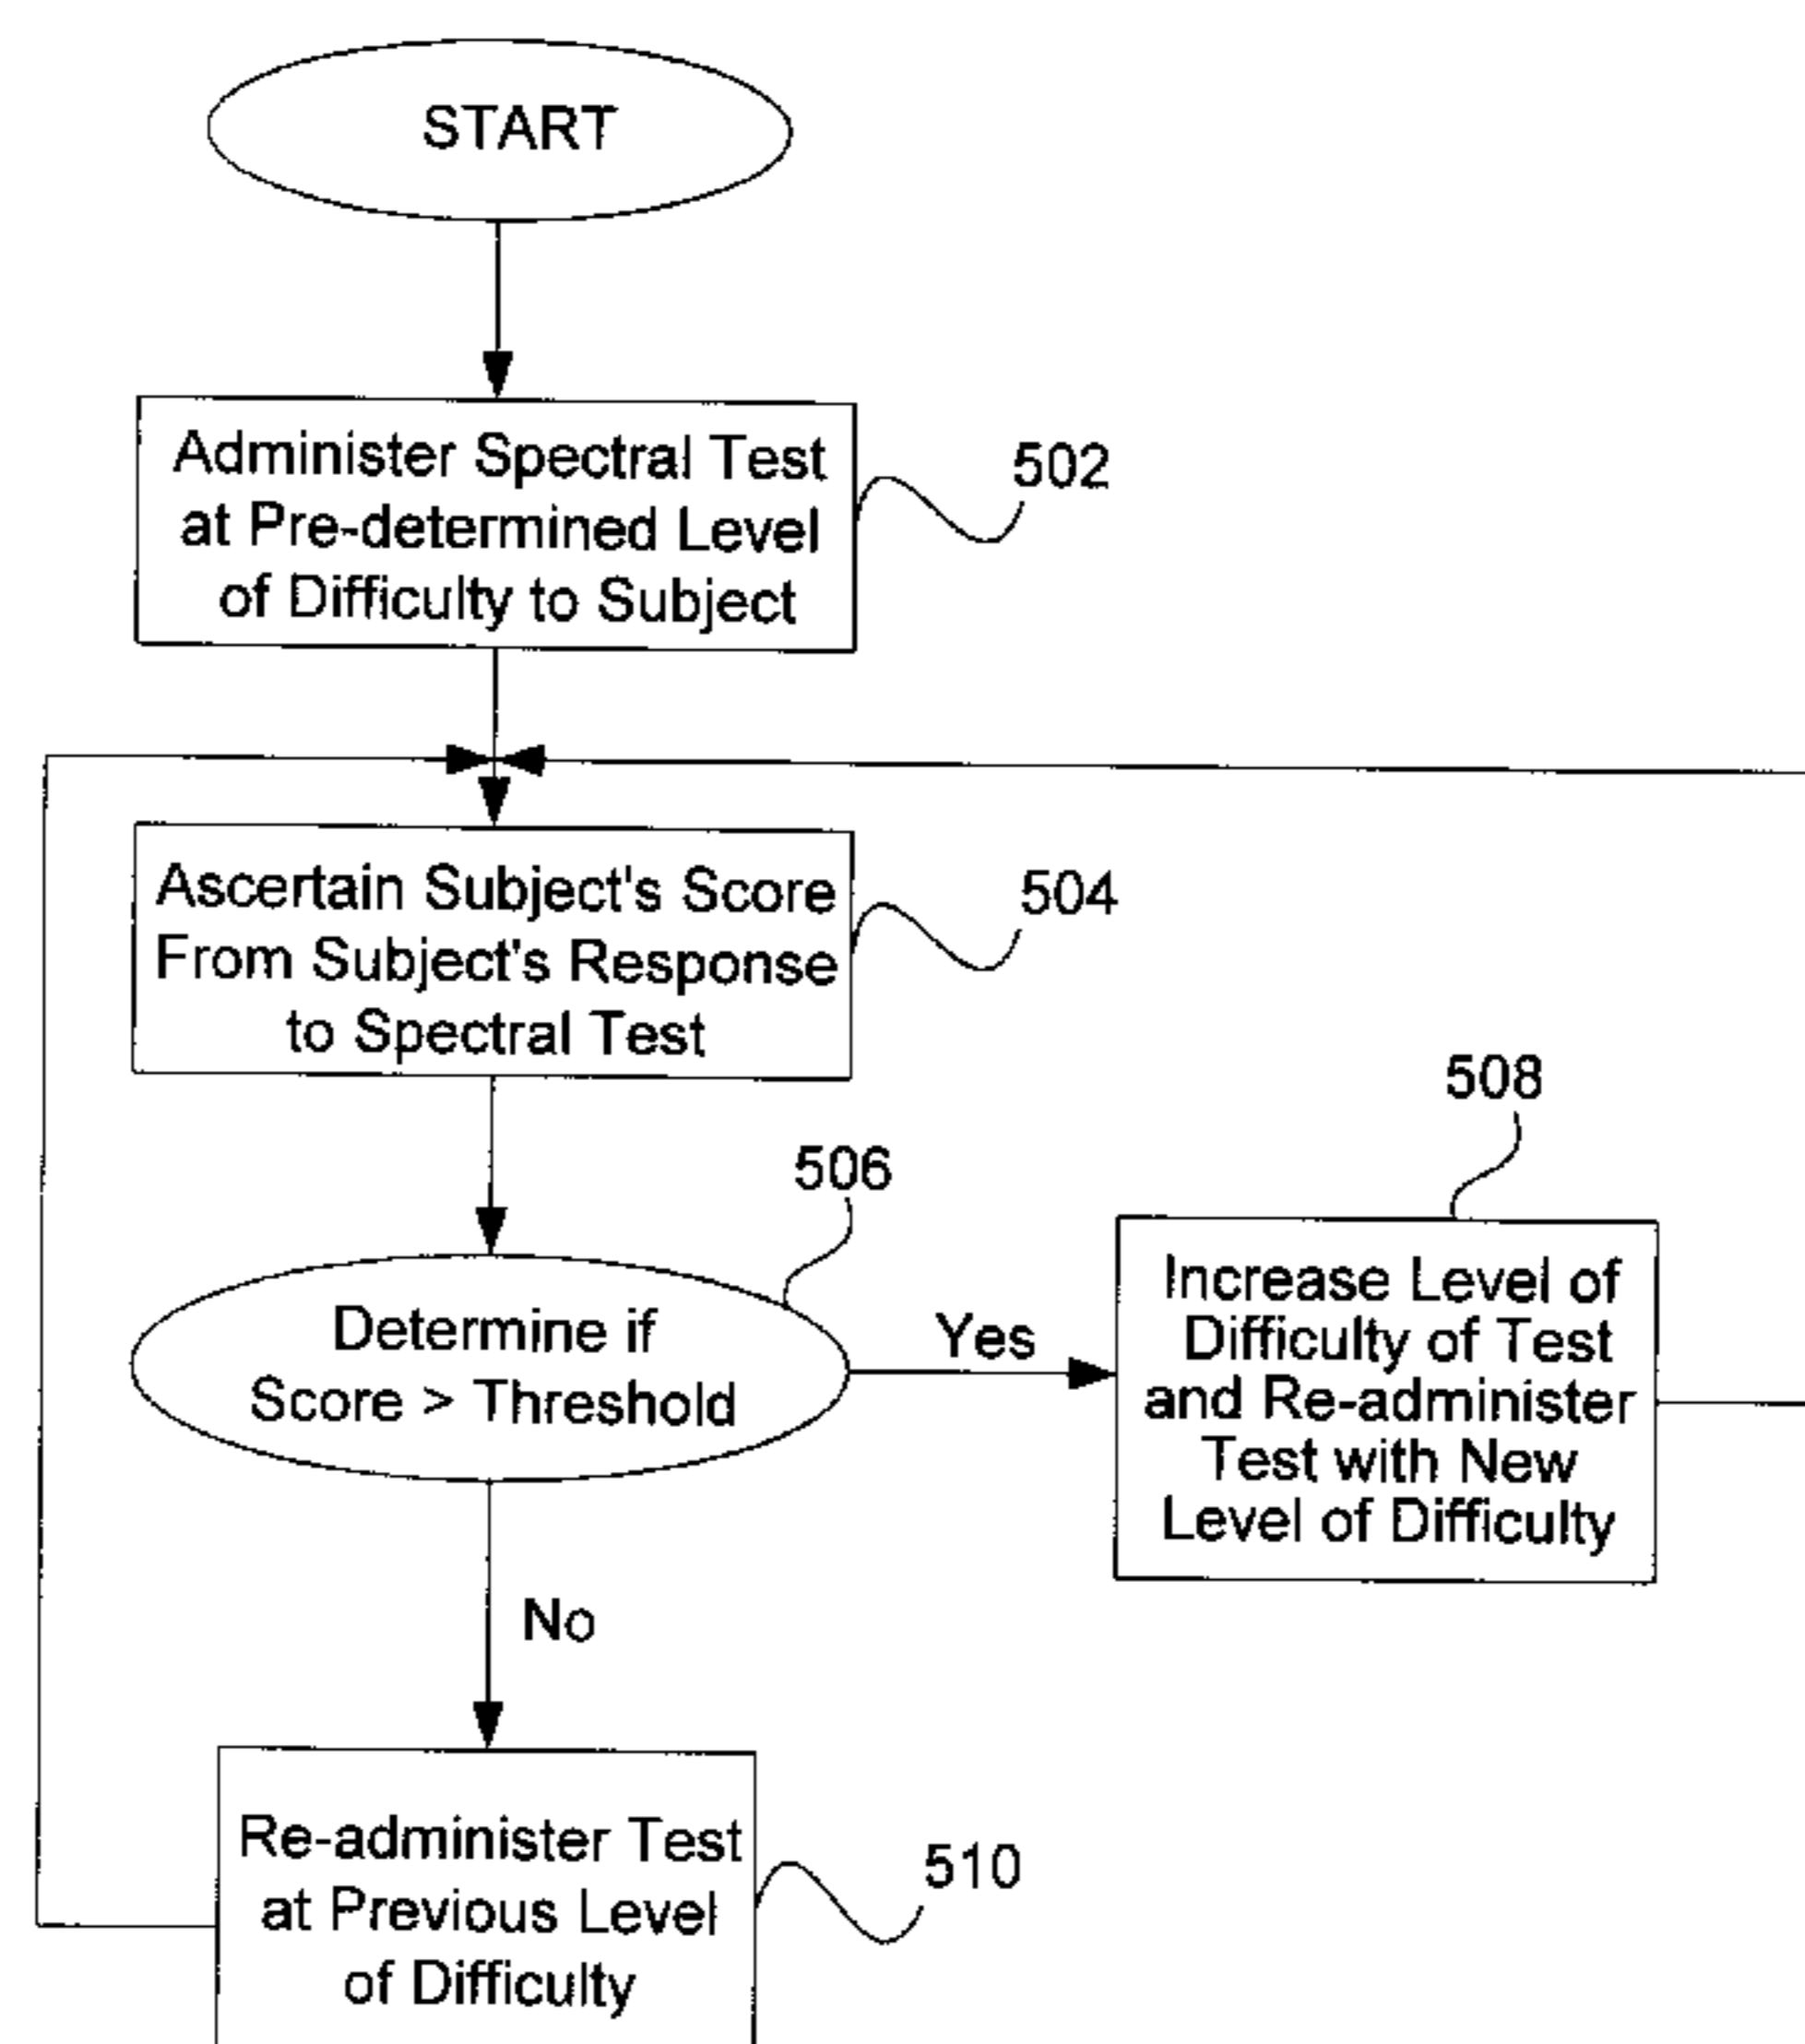 START
Administer Spectral Test
at Pre-determined Level
of Difficulty to Subject
502
Ascertain Subject's Score
From Subject's Response
to Spectral Test
504
506
Determine if
Score > Threshold
Yes
508
Increase Level of
Difficulty of Test
and Re-administer
Test with New
Level of Difficulty
No
Re-administer Test
at Previous Level
of Difficulty
510